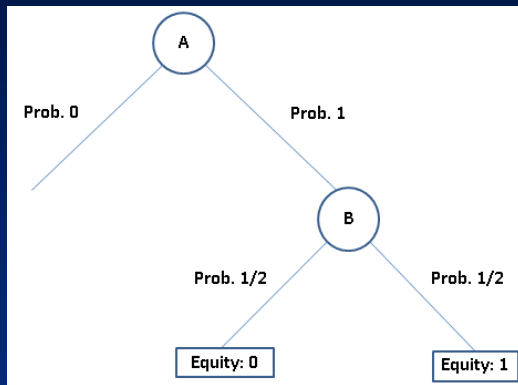 A
Prob. 0
Prob. 1
B
Prob. 1/2
Prob. 1/2
Equity: 0
Equity: 1